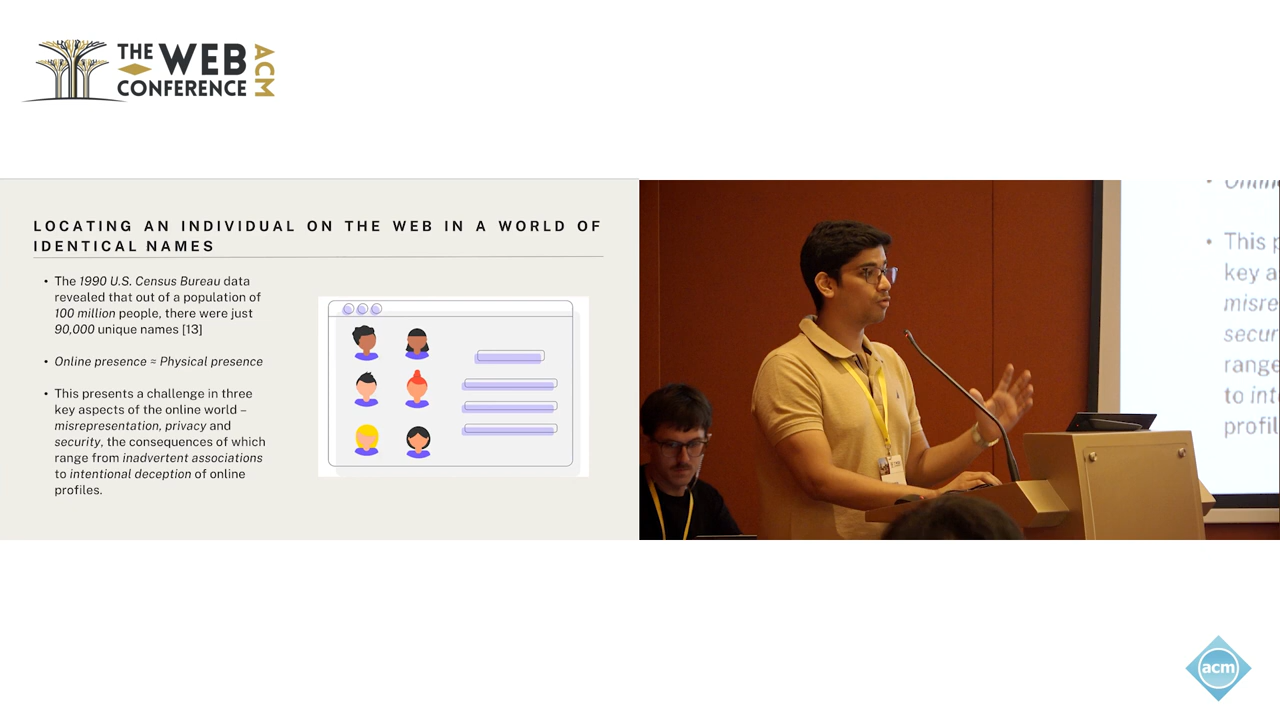 THE WEB
CONFERENCE
ACM
LOCATING AN INDIVIDUAL ON THE WEB IN A WORLD OF
IDENTICAL NAMES
• The 1990 U.S. Census Bureau data
revealed that out of a population of
100 million people, there were just
90,000 unique names [13]
• Online presence ≈ Physical presence
• This presents a challenge in three
key aspects of the online world –
misrepresentation, privacy and
security, the consequences of which
range from inadvertent associations
to intentional deception of online
profiles.
• This p
key a
misre
secur
range
to int
profil
acm